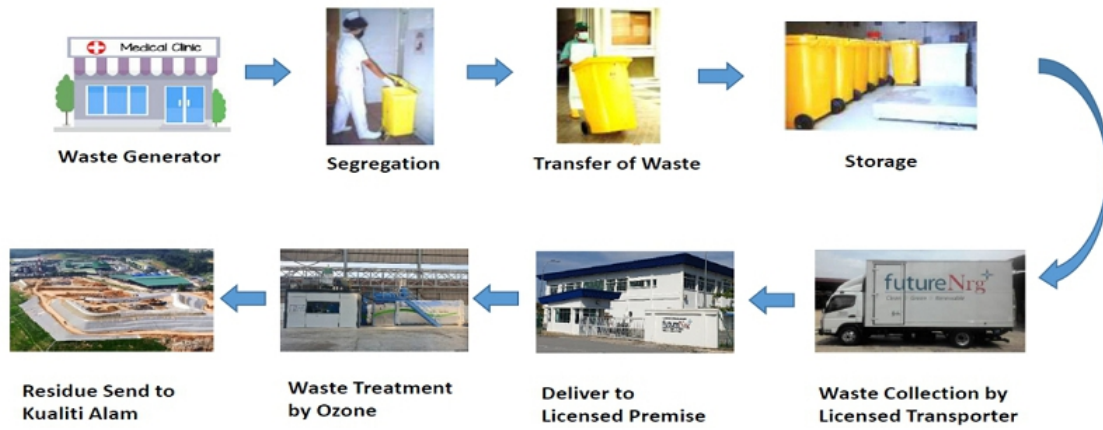 Medical Clinic
Waste Generator
Segregation
Transfer of Waste
Storage
futureNrg
Residue Send to
Kualiti Alam
Waste Treatment
by Ozone
Deliver to
Licensed Premise
Waste Collection by
Licensed Transporter